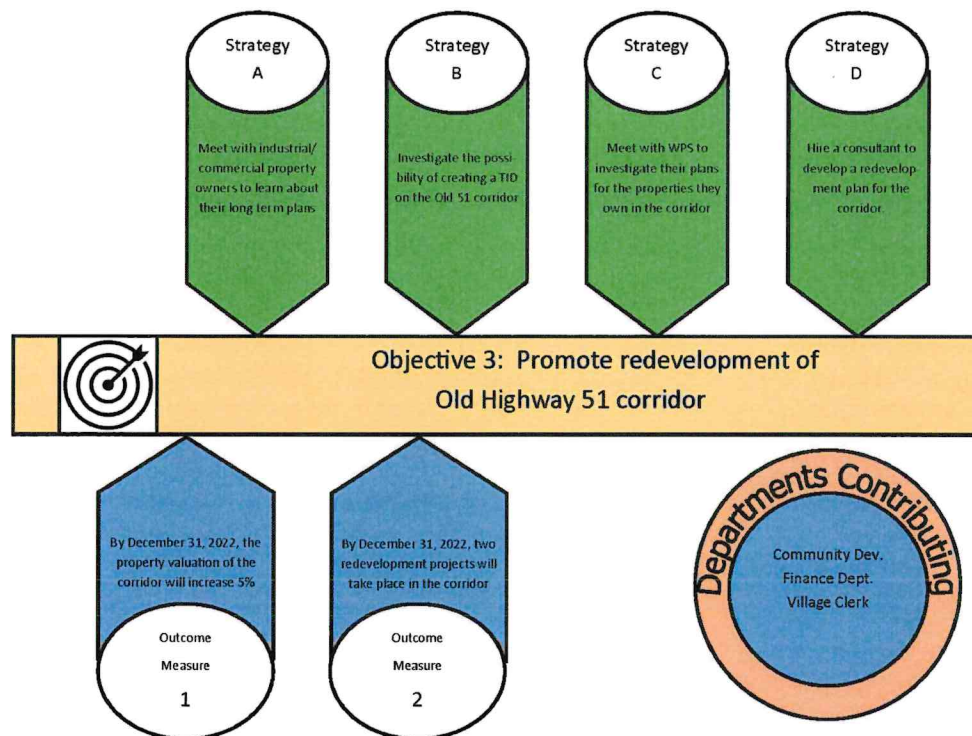 Strategy
A
Meet with industrial/
commercial property
owners to learn about
their long term plans
Strategy
B
Investigate the possi-
bility of creating a TID
on the Old 51 corridor
Strategy
C
Meet with WPS to
investigate their plans
for the properties they
own in the corridor
Strategy
D
Hire a consultant to
develop a redevelop-
ment plan for the
corridor.
Objective 3: Promote redevelopment of
Old Highway 51 corridor
By December 31, 2022, the
property valuation of the
corridor will increase 5%
Outcome
Measure
1
By December 31, 2022, two
redevelopment projects will
take place in the corridor
Outcome
Measure
2
Departments Contributing
Community Dev.
Finance Dept.
Village Clerk